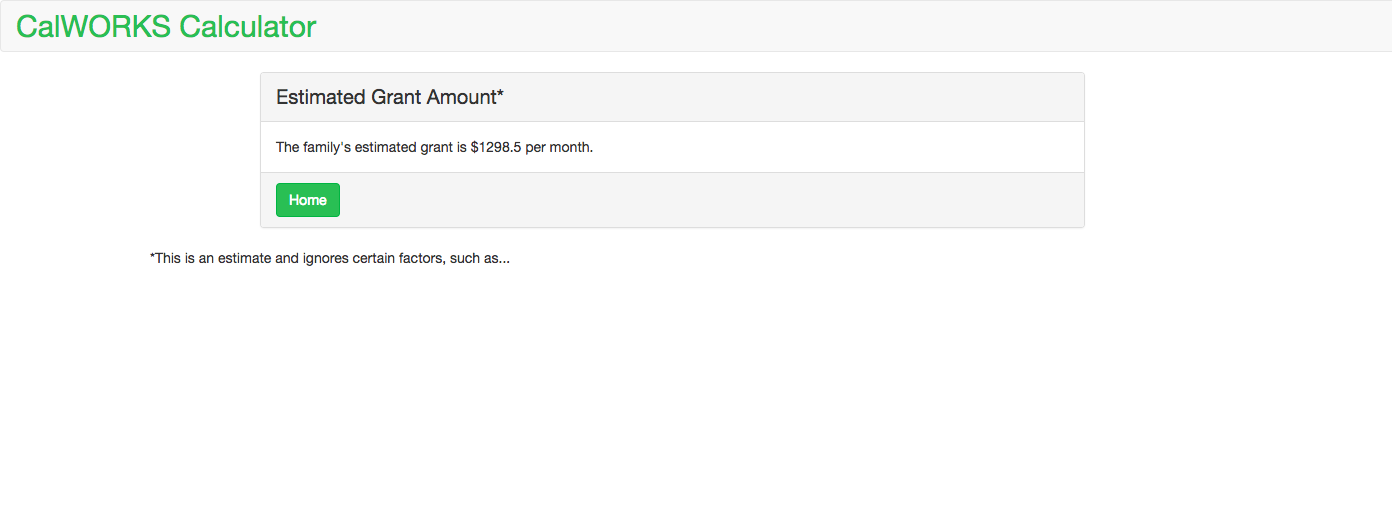 CalWORKS Calculator
Estimated Grant Amount*
The family's estimated grant is $1298.5 per month.
Home
*This is an estimate and ignores certain factors, such as...